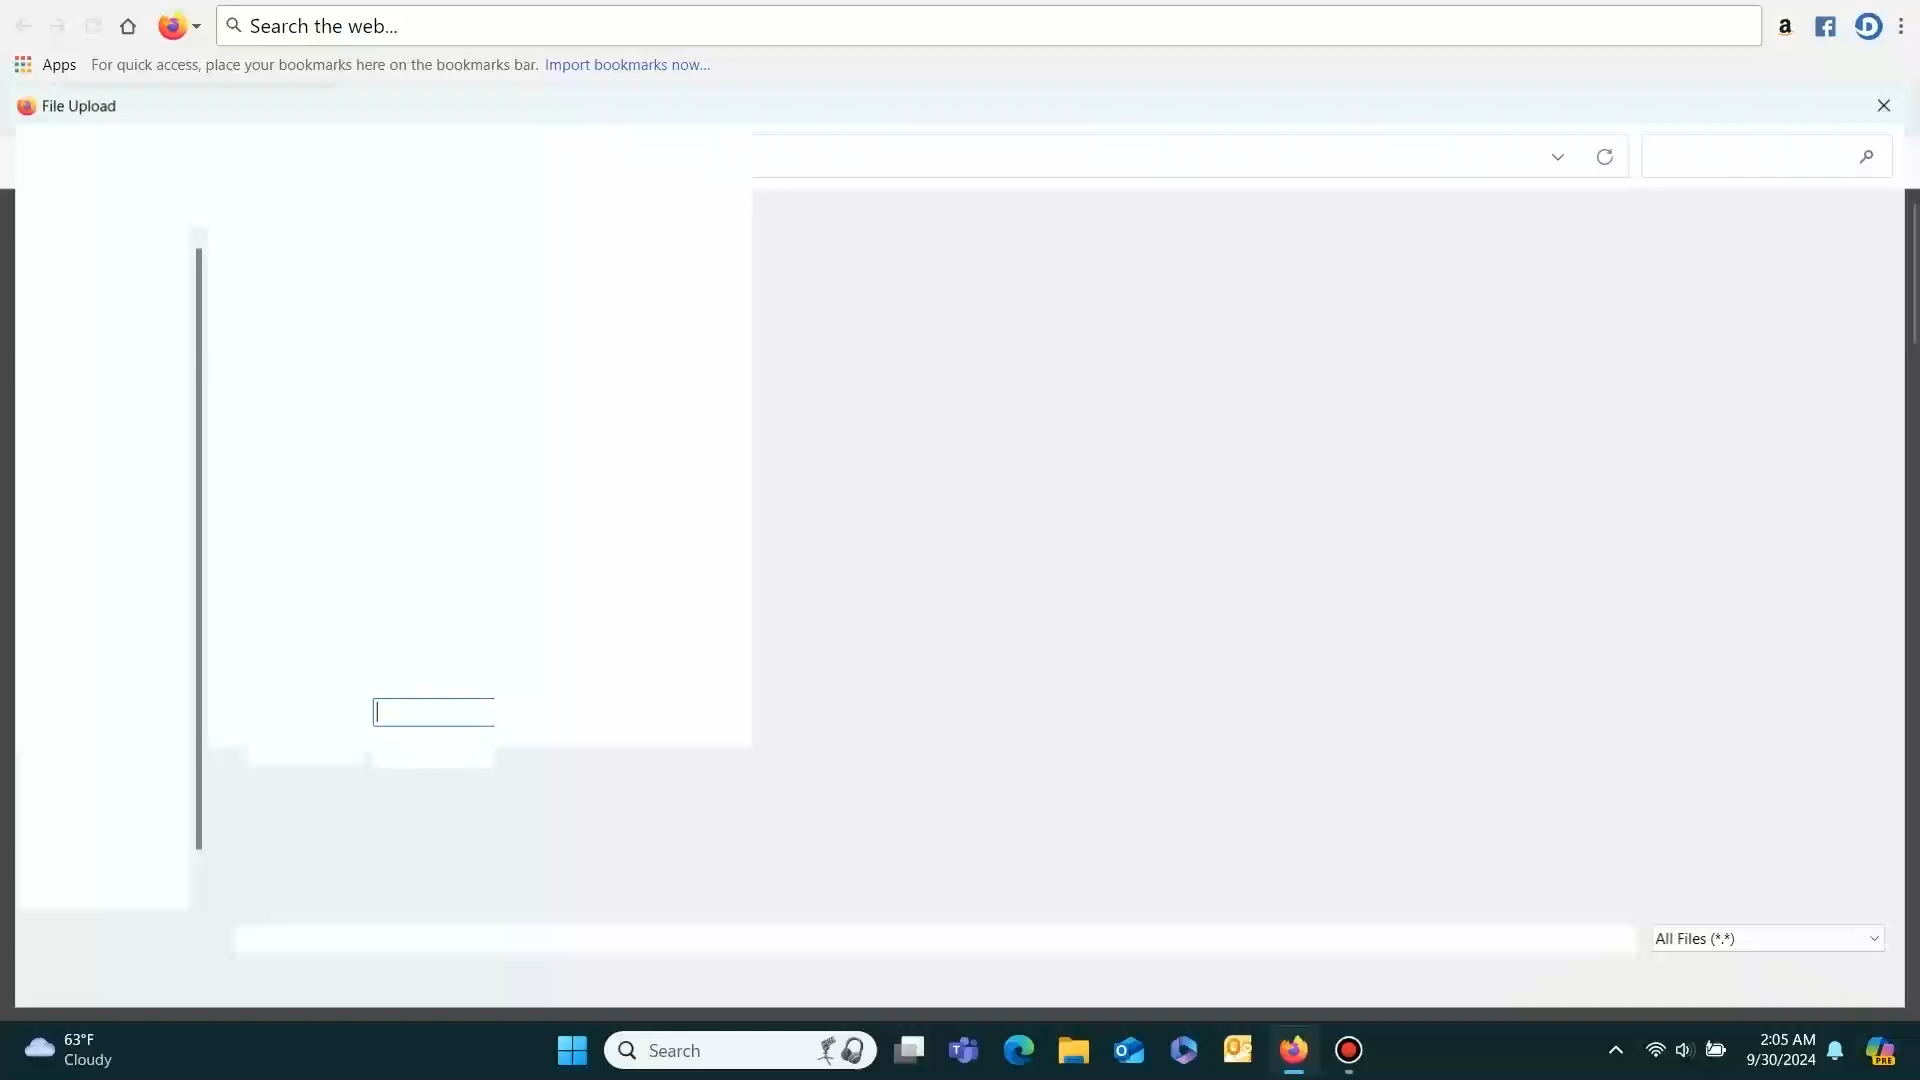 Search the web...
Apps For quick access, place your bookmarks here on the bookmarks bar. Import bookmarks now...
File Upload
All Files (*.*)
63°F
Cloudy
Search
2:05 AM
9/30/2024
PRE